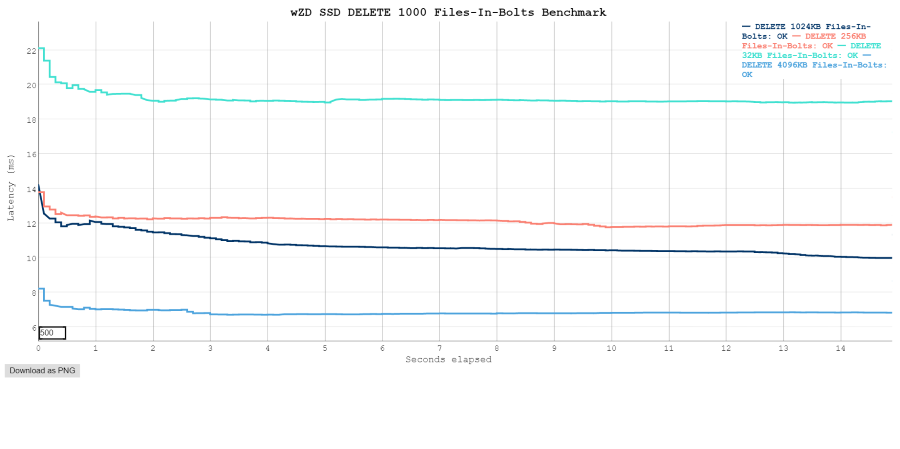 wZD SSD DELETE 1000 Files-In-Bolts Benchmark
— DELETE 1024KB Files-In-
Bolts: OK — DELETE 256KB
Files-In-Bolts: OK — DELETE
32KB Files-In-Bolts: OK —
DELETE 4096KB Files-In-Bolts:
OK
22
20
18
16
14
12
10
8
6
Latency (ms)
500
0 1 2 3 4 5 6 7 8 9 10 11 12 13 14
Seconds elapsed
Download as PNG